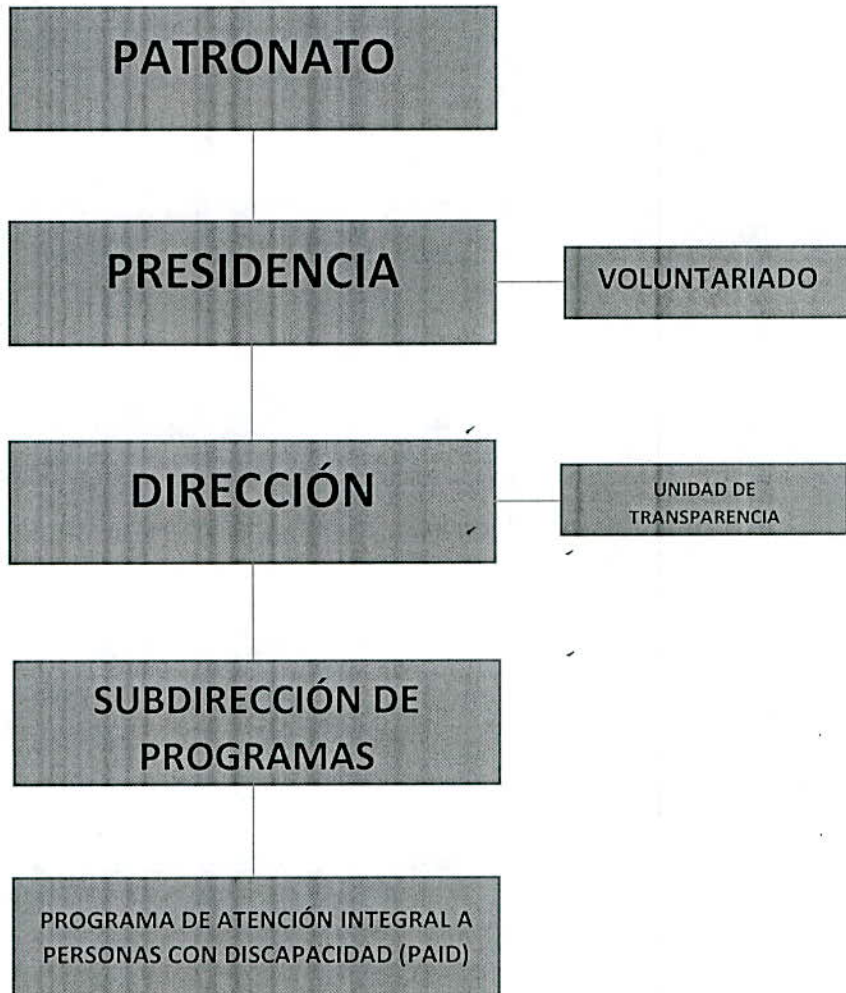 PATRONATO
PRESIDENCIA
VOLUNTARIADO
DIRECCIÓN
UNIDAD DE
TRANSPARENCIA
SUBDIRECCIÓN DE
PROGRAMAS
PROGRAMA DE ATENCIÓN INTEGRAL A
PERSONAS CON DISCAPACIDAD (PAID)